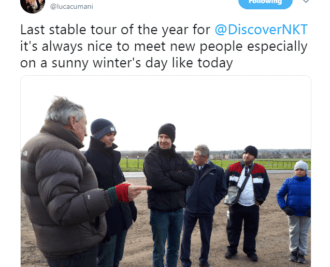 @lucacumani
Following
Last stable tour of the year for @DiscoverNKT
it's always nice to meet new people especially
on a sunny winter's day like today